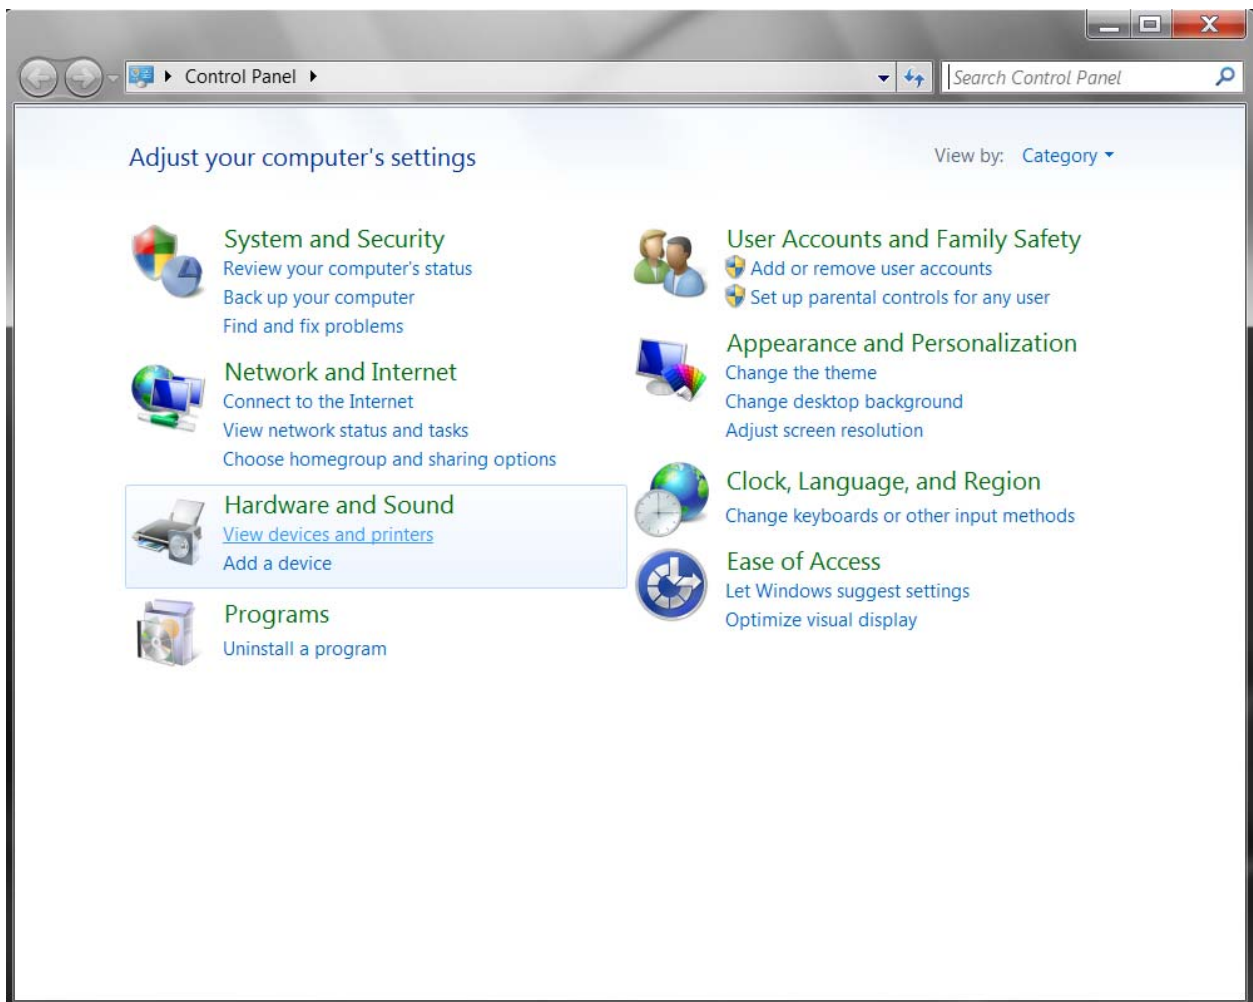 Control Panel
Search Control Panel
Adjust your computer's settings
View by: Category
System and Security
Review your computer's status
Back up your computer
Find and fix problems
Network and Internet
Connect to the Internet
View network status and tasks
Choose homegroup and sharing options
Hardware and Sound
View devices and printers
Add a device
Programs
Uninstall a program
User Accounts and Family Safety
Add or remove user accounts
Set up parental controls for any user
Appearance and Personalization
Change the theme
Change desktop background
Adjust screen resolution
Clock, Language, and Region
Change keyboards or other input methods
Ease of Access
Let Windows suggest settings
Optimize visual display